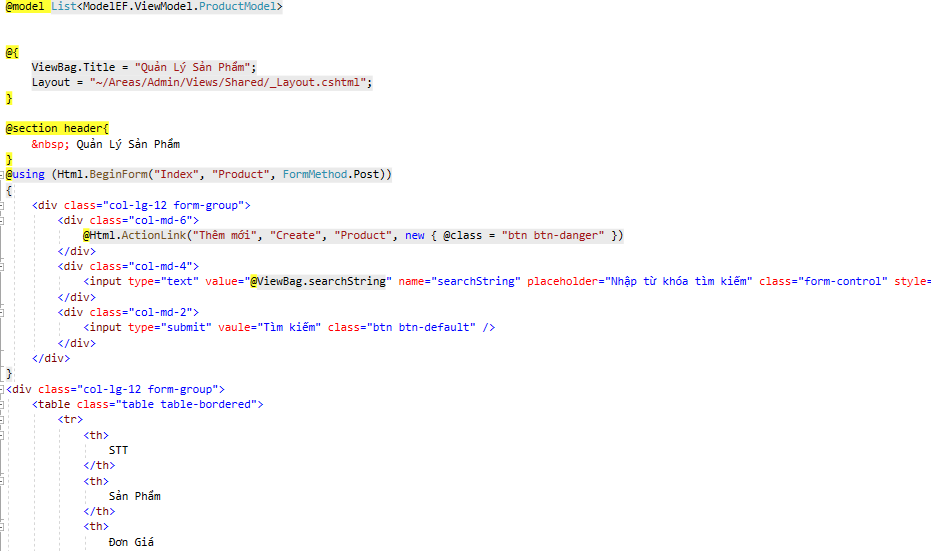 @model List<ModelEF.ViewModel.ProductModel>
@{
ViewBag.Title = "Quản Lý Sản Phẩm";
Layout = "~/Areas/Admin/Views/Shared/_Layout.cshtml";
}
@section header{
&nbsp; Quản Lý Sản Phẩm
}
@using (Html.BeginForm("Index", "Product", FormMethod.Post))
{
<div class="col-lg-12 form-group">
<div class="col-md-6">
@Html.ActionLink("Thêm mới", "Create", "Product", new { @class = "btn btn-danger" })
</div>
<div class="col-md-4">
<input type="text" value="@ViewBag.searchString" name="searchString" placeholder="Nhập từ khóa tìm kiếm" class="form-control" style=
</div>
<div class="col-md-2">
<input type="submit" vaule="Tìm kiếm" class="btn btn-default" />
</div>
</div>
}
<div class="col-lg-12 form-group">
<table class="table table-bordered">
<tr>
<th>
STT
</th>
<th>
Sản Phẩm
</th>
<th>
Đơn Giá